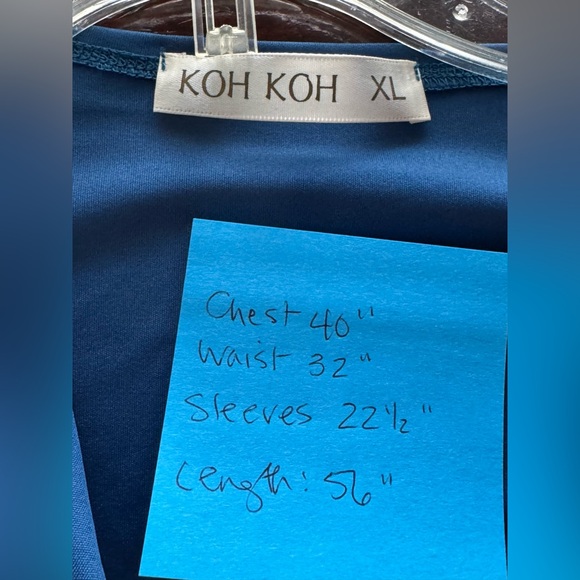 KOH KOH XL
Chest 40"
Waist 32"
Sleeves 22½"
Length: 56"